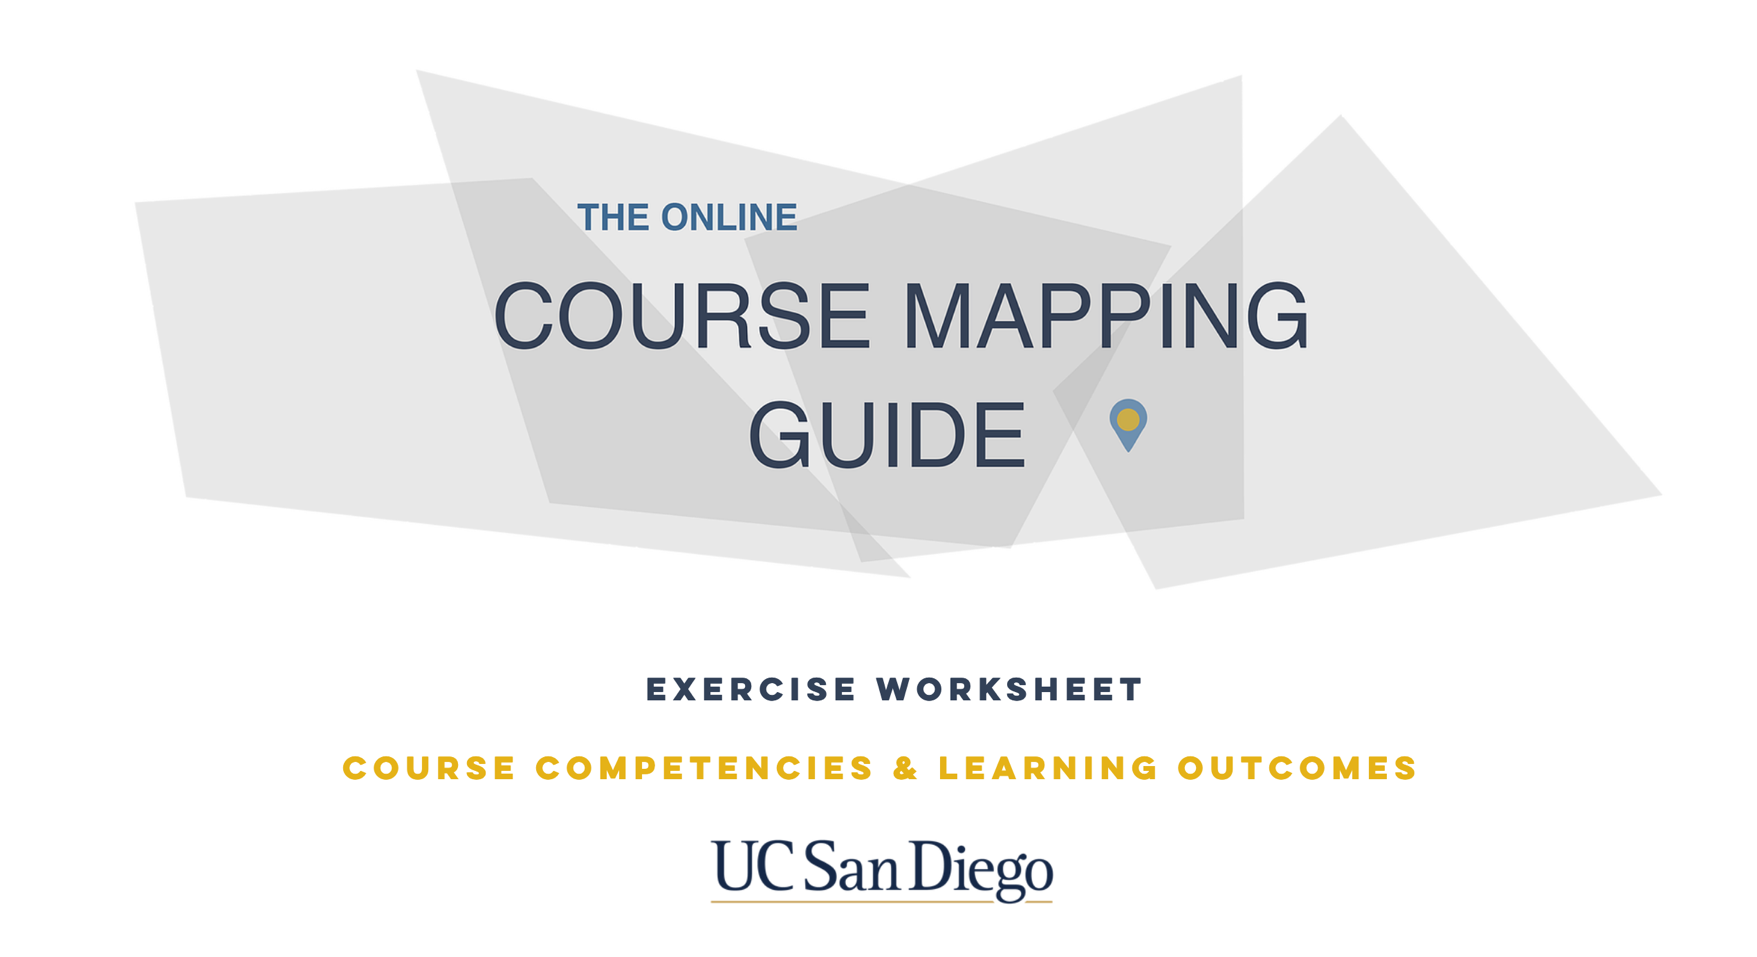 THE ONLINE
COURSE MAPPING
GUIDE
EXERCISE WORKSHEET
COURSE COMPETENCIES & LEARNING OUTCOMES
UC San Diego